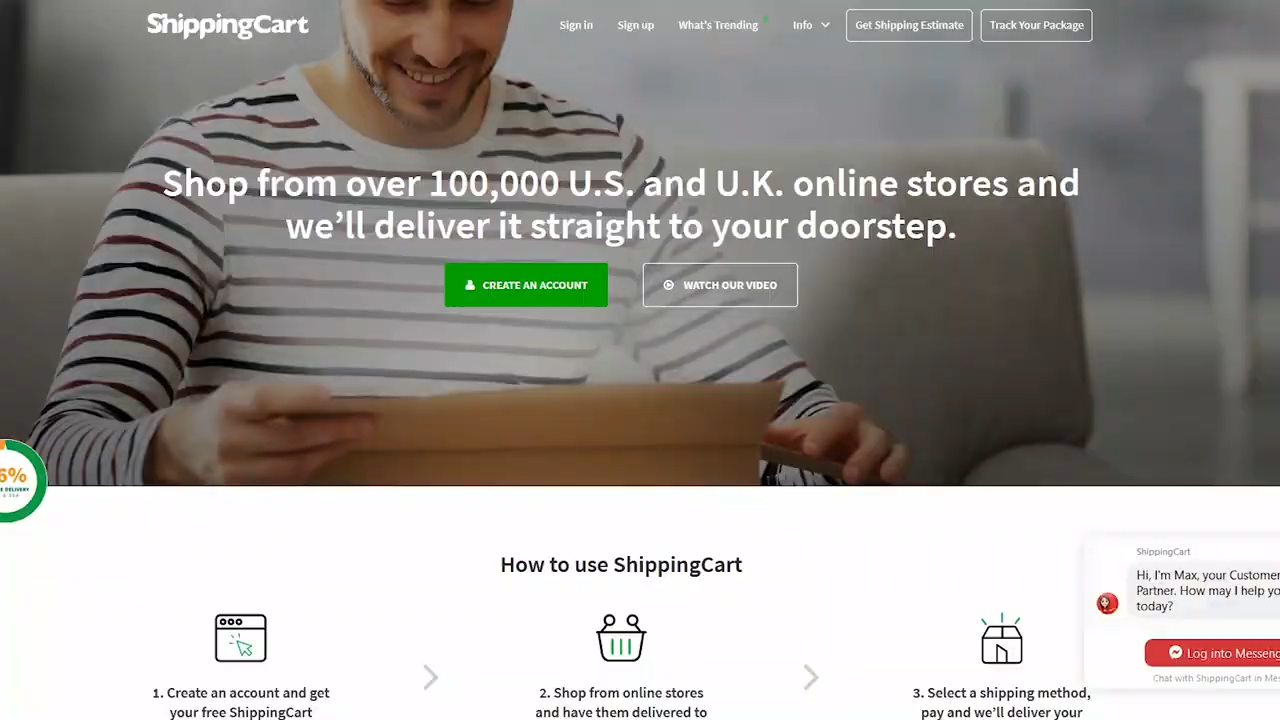 ShippingCart
Sign in
Sign up
What's Trending
Info
Get Shipping Estimate
Track Your Package
Shop from over 100,000 U.S. and U.K. online stores and
we'll deliver it straight to your doorstep.
CREATE AN ACCOUNT
WATCH OUR VIDEO
6%
DELIVERY
How to use ShippingCart
ShippingCart
Hi, I'm Max, your Customer
Partner. How may I help yo
today?
Log into Messeng
Chat with ShippingCart in Mes
1. Create an account and get
your free ShippingCart
2. Shop from online stores
and have them delivered to
3. Select a shipping method,
pay and we'll deliver your